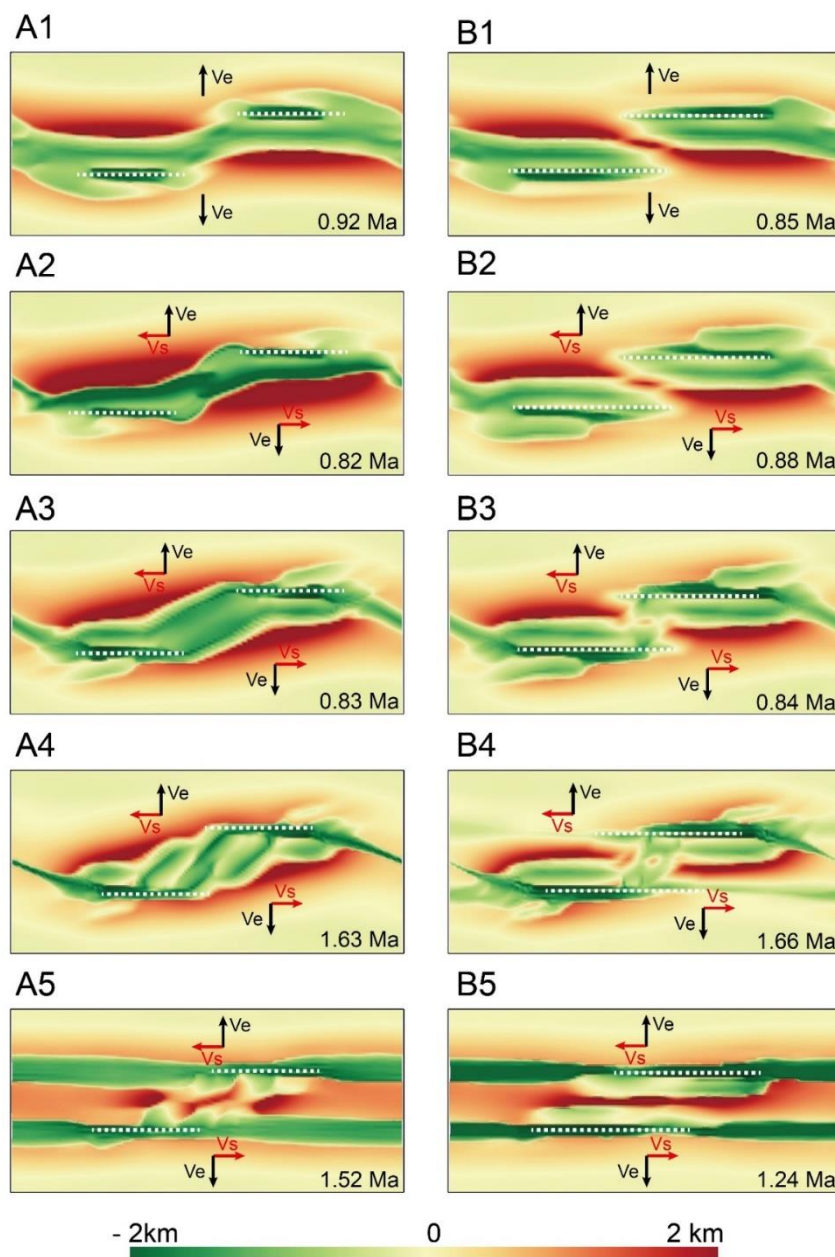 A1
B1
Ve
Ve
Ve
Ve
0.92 Ma
0.85 Ma
A2
B2
Ve
Ve
Vs
Vs
Vs
Vs
Ve
Ve
0.82 Ma
0.88 Ma
A3
B3
Ve
Ve
Vs
Vs
Vs
Vs
Ve
Ve
0.83 Ma
0.84 Ma
A4
B4
Ve
Ve
Vs
Vs
Vs
Vs
Ve
Ve
1.63 Ma
1.66 Ma
A5
B5
Ve
Ve
Vs
Vs
Vs
Vs
Ve
Ve
1.52 Ma
1.24 Ma
- 2km 0 2 km